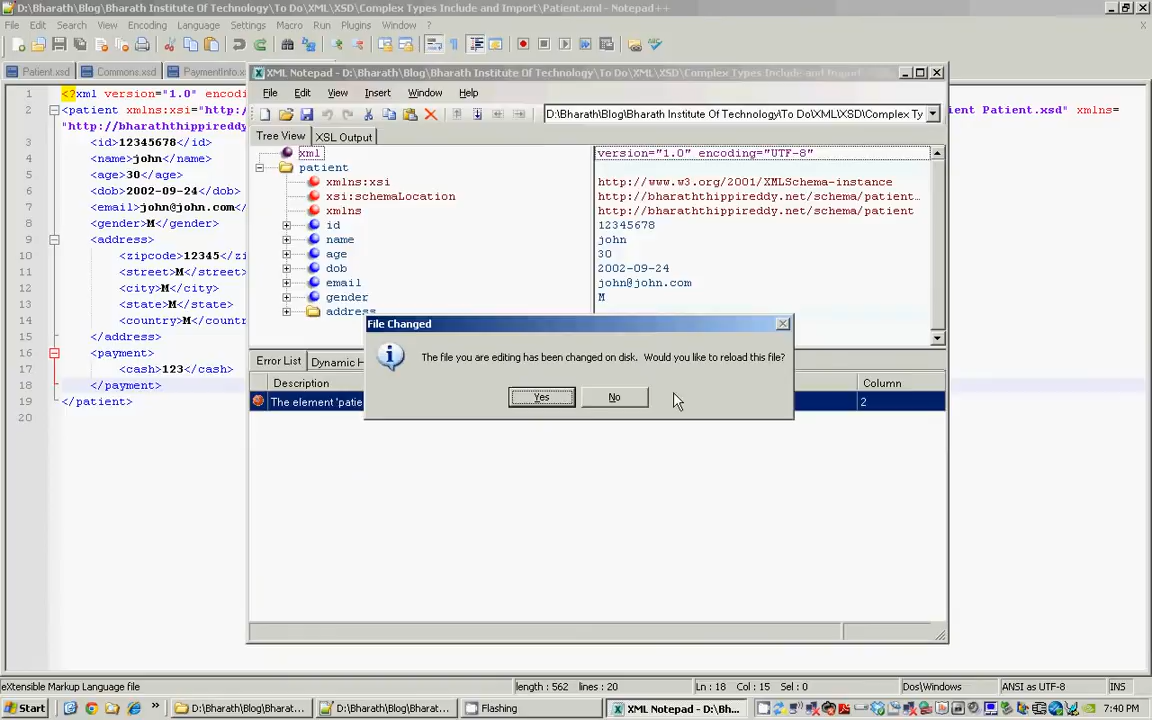 D:\Bharath\Blog\Bharath Institute Of Technology\To Do\XML\XSD\Complex Types Include and Import\Patient.xml - Notepad++
File Edit Search View Encoding Language Settings Macro Run Plugins Window ?
Patient.xsd Commons.xsd PaymentInfo.x
1 <?xml version="1.0" encodi
2 <patient xmlns:xsi="http:/ ent Patient.xsd" xmlns=
"http://bharaththippireddy
3 <id>12345678</id>
4 <name>john</name>
5 <age>30</age>
6 <dob>2002-09-24</dob>
7 <email>john@john.com</
8 <gender>M</gender>
9 <address>
10 <zipcode>12345</zi
11 <street>M</street>
12 <city>M</city>
13 <state>M</state>
14 <country>M</countr
15 </address>
16 <payment>
17 <cash>123</cash>
18 </payment>
19 </patient>
20
XML Notepad - D:\Bharath\Blog\Bharath Institute Of Technology\To Do\XML\XSD\Complex Types Include and Import
File Edit View Insert Window Help
D:\Bharath\Blog\Bharath Institute Of Technology\To Do\XML\XSD\Complex Ty
Tree View XSL Output
xml version="1.0" encoding="UTF-8"
patient
xmlns:xsi http://www.w3.org/2001/XMLSchema-instance
xsi:schemaLocation http://bharaththippireddy.net/schema/patient...
xmlns http://bharaththippireddy.net/schema/patient
id 12345678
name john
age 30
dob 2002-09-24
email john@john.com
gender M
address
File Changed
The file you are editing has been changed on disk. Would you like to reload this file?
Yes No
Error List Dynamic H
Description Column
The element 'patie 2
eXtensible Markup Language file length : 562 lines : 20 Ln : 18 Col : 15 Sel : 0 Dos\Windows ANSI as UTF-8 INS
Start D:\Bharath\Blog\Bharat... D:\Bharath\Blog\Bharat... Flashing XML Notepad - D:\Bha... 7:40 PM